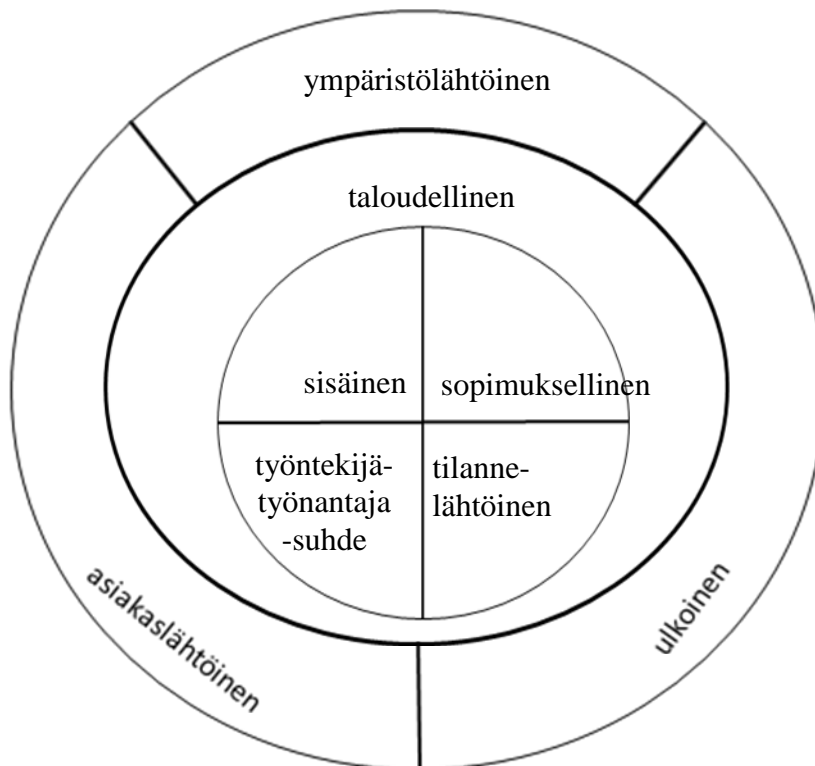 ympäristölähtöinen
taloudellinen
sisäinen
sopimuksellinen
työntekijä-
työnantaja
-suhde
tilanne-
lähtöinen
asiakaslähtöinen
ulkoinen